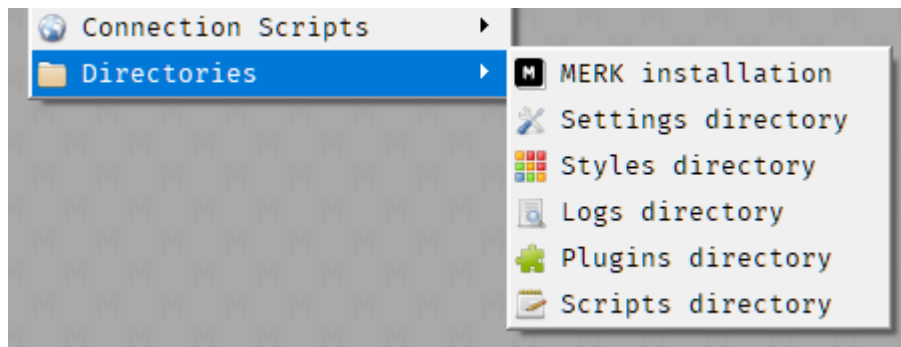 Connection Scripts
Directories
MERK installation
Settings directory
Styles directory
Logs directory
Plugins directory
Scripts directory